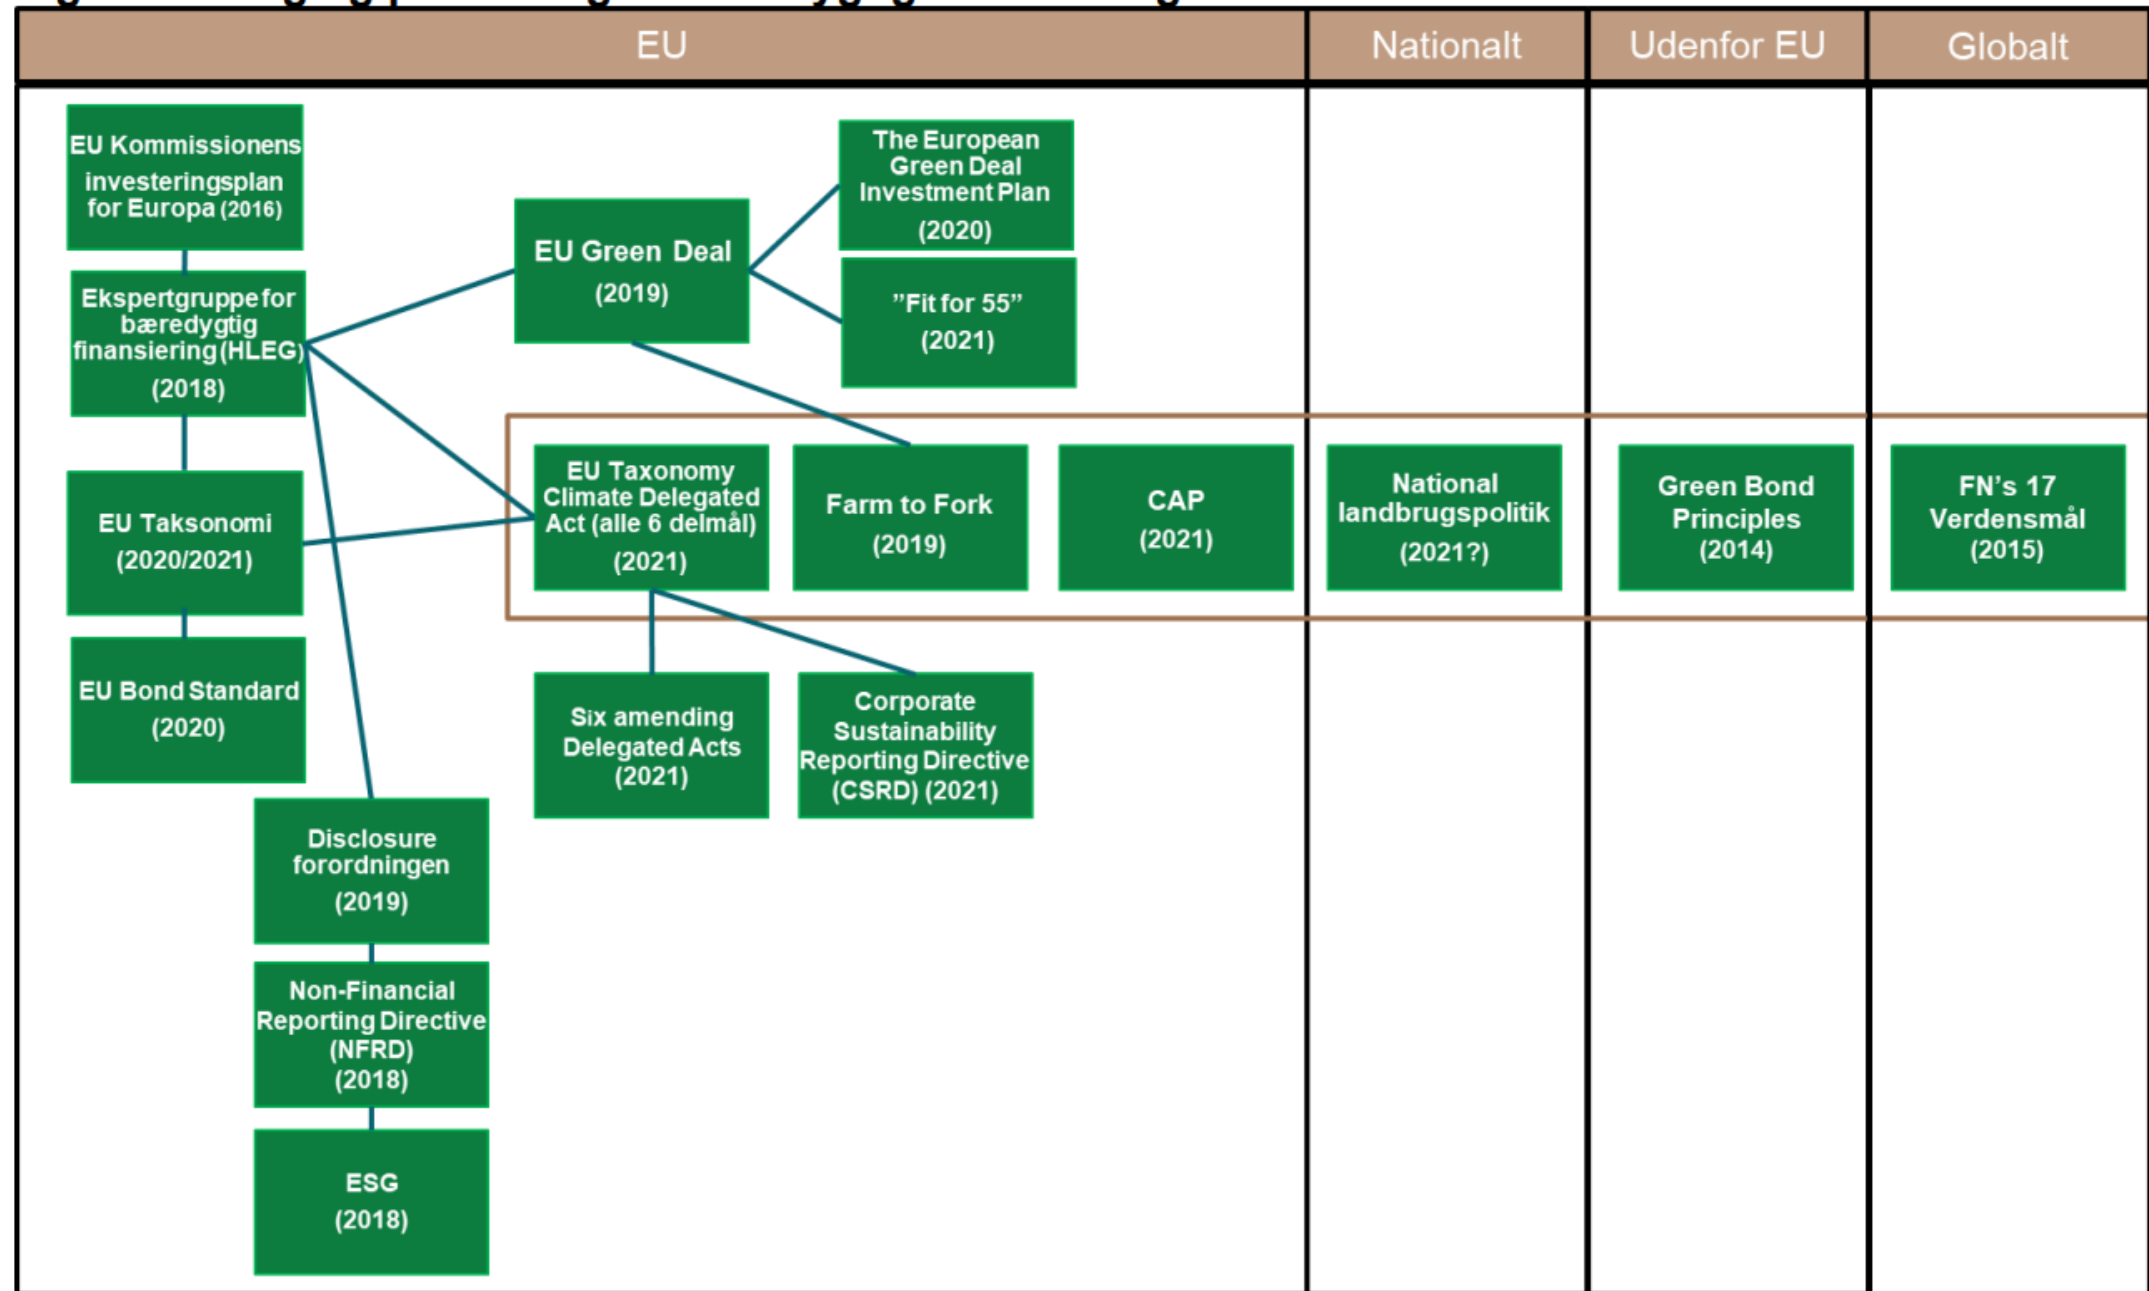 EU
Nationalt
Udenfor EU
Globalt
EU Kommissionens
investeringsplan
for Europa (2016)
Ekspertgruppe for
bæredygtig
finansiering (HLEG)
(2018)
EU Taksonomi
(2020/2021)
EU Bond Standard
(2020)
Disclosure
forordningen
(2019)
Non-Financial
Reporting Directive
(NFRD)
(2018)
ESG
(2018)
EU Green Deal
(2019)
The European
Green Deal
Investment Plan
(2020)
”Fit for 55”
(2021)
EU Taxonomy
Climate Delegated
Act (alle 6 delmål)
(2021)
Farm to Fork
(2019)
CAP
(2021)
National
landbrugspolitik
(2021?)
Green Bond
Principles
(2014)
FN’s 17
Verdensmål
(2015)
Six amending
Delegated Acts
(2021)
Corporate
Sustainability
Reporting Directive
(CSRD) (2021)